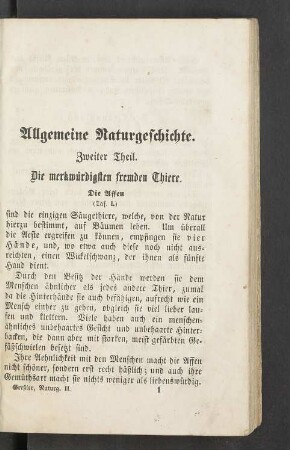 Allgemeine Naturgeschichte.
Zweiter Theil.
Die merkwürdigsten fremden Thiere.
Die Affen
(Taf. I.)
sind die einzigen Säugethiere, welche, von der Natur
hierzu bestimmt, auf Bäumen leben. Um überall
die Aeste ergreifen zu können, empfingen sie vier
Hände, und, wo etwa auch diese noch nicht aus-
reichten, einen Wickelschwanz, der ihnen als fünfte
Hand dient.
Durch den Besitz der Hände werden sie dem
Menschen ähnlicher als jedes andere Thier, zumal
da die Hinterhände sie auch befähigen, aufrecht wie ein
Mensch einher zu gehen, obgleich sie viel lieber lau-
fen und klettern. Viele haben auch ein menschen-
ähnliches unbehaartes Gesicht und unbehaarte Hinter-
backen, die dann aber mit starken, meist gefärbten Ge-
säßschwielen besetzt sind.
Ihre Aehnlichkeit mit den Menschen macht die Affen
nicht schöner, sondern erst recht häßlich; und auch ihre
Gemüthsart macht sie nichts weniger als liebenswürdig.
Gressler, Naturg. II. 1